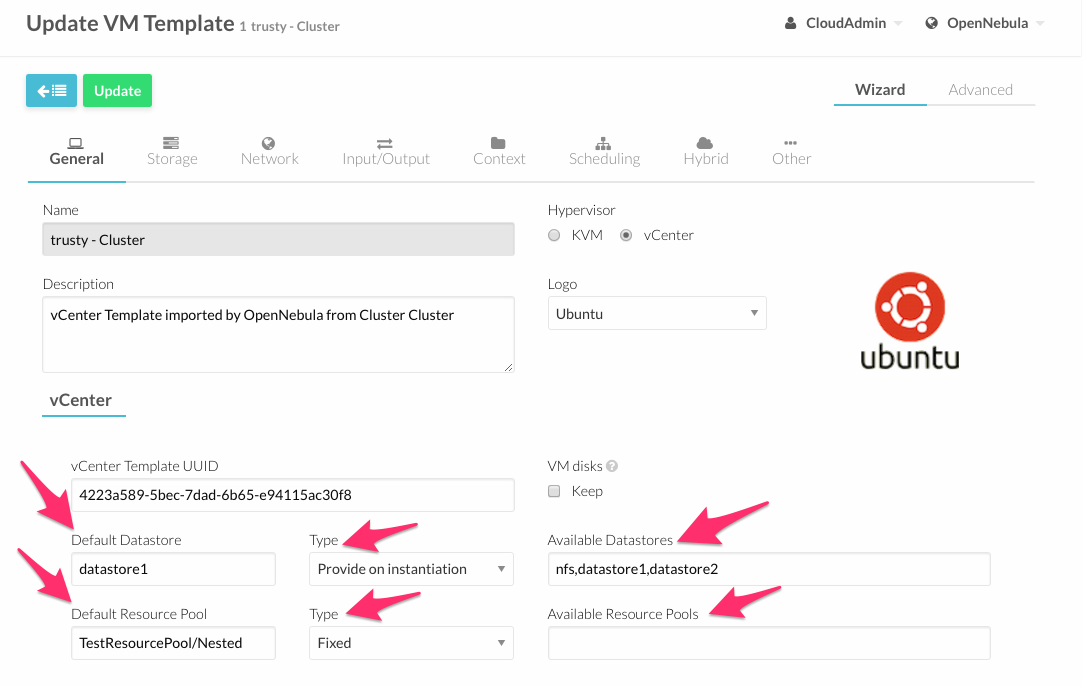 Update VM Template 1 trusty - Cluster
CloudAdmin
OpenNebula
Update
Wizard
Advanced
General
Storage
Network
Input/Output
Context
Scheduling
Hybrid
Other
Name
trusty - Cluster
Hypervisor
KVM
vCenter
Description
vCenter Template imported by OpenNebula from Cluster Cluster
Logo
Ubuntu
ubuntu
vCenter
vCenter Template UUID
4223a589-5bec-7dad-6b65-e94115ac30f8
VM disks ?
Keep
Default Datastore
Type
Available Datastores
datastore1
Provide on instantiation
nfs,datastore1,datastore2
Default Resource Pool
Type
Available Resource Pools
TestResourcePool/Nested
Fixed